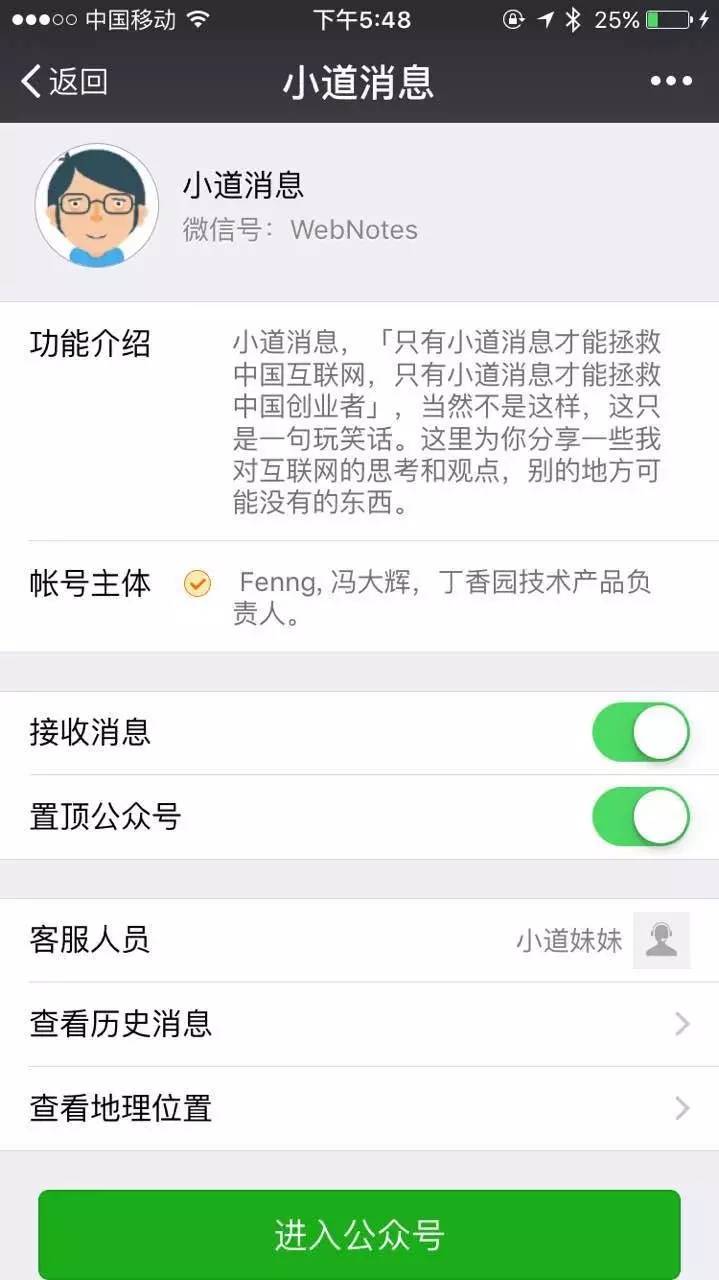 中国移动 下午5:48 25%
返回 小道消息
小道消息
微信号：WebNotes
功能介绍 小道消息，「只有小道消息才能拯救
中国互联网，只有小道消息才能拯救
中国创业者」，当然不是这样，这只
是一句玩笑话。这里为你分享一些我
对互联网的思考和观点，别的地方可
能没有的东西。
帐号主体 Fenng, 冯大辉，丁香园技术产品负
责人。
接收消息
置顶公众号
客服人员 小道妹妹
查看历史消息
查看地理位置
进入公众号